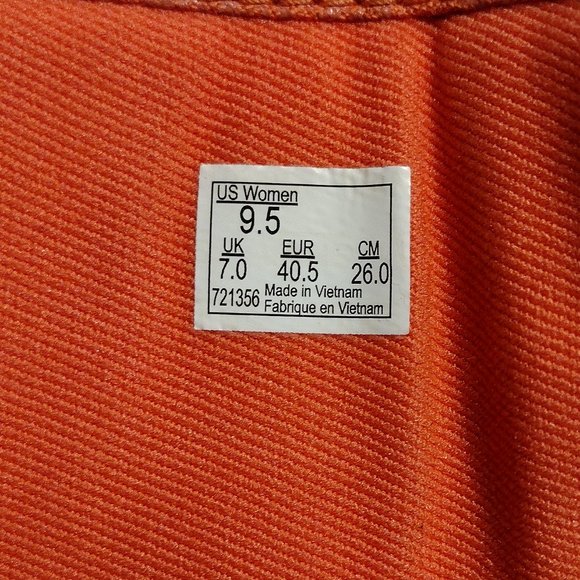 US Women
9.5
UK EUR CM
7.0 40.5 26.0
721356 Made in Vietnam
Fabrique en Vietnam